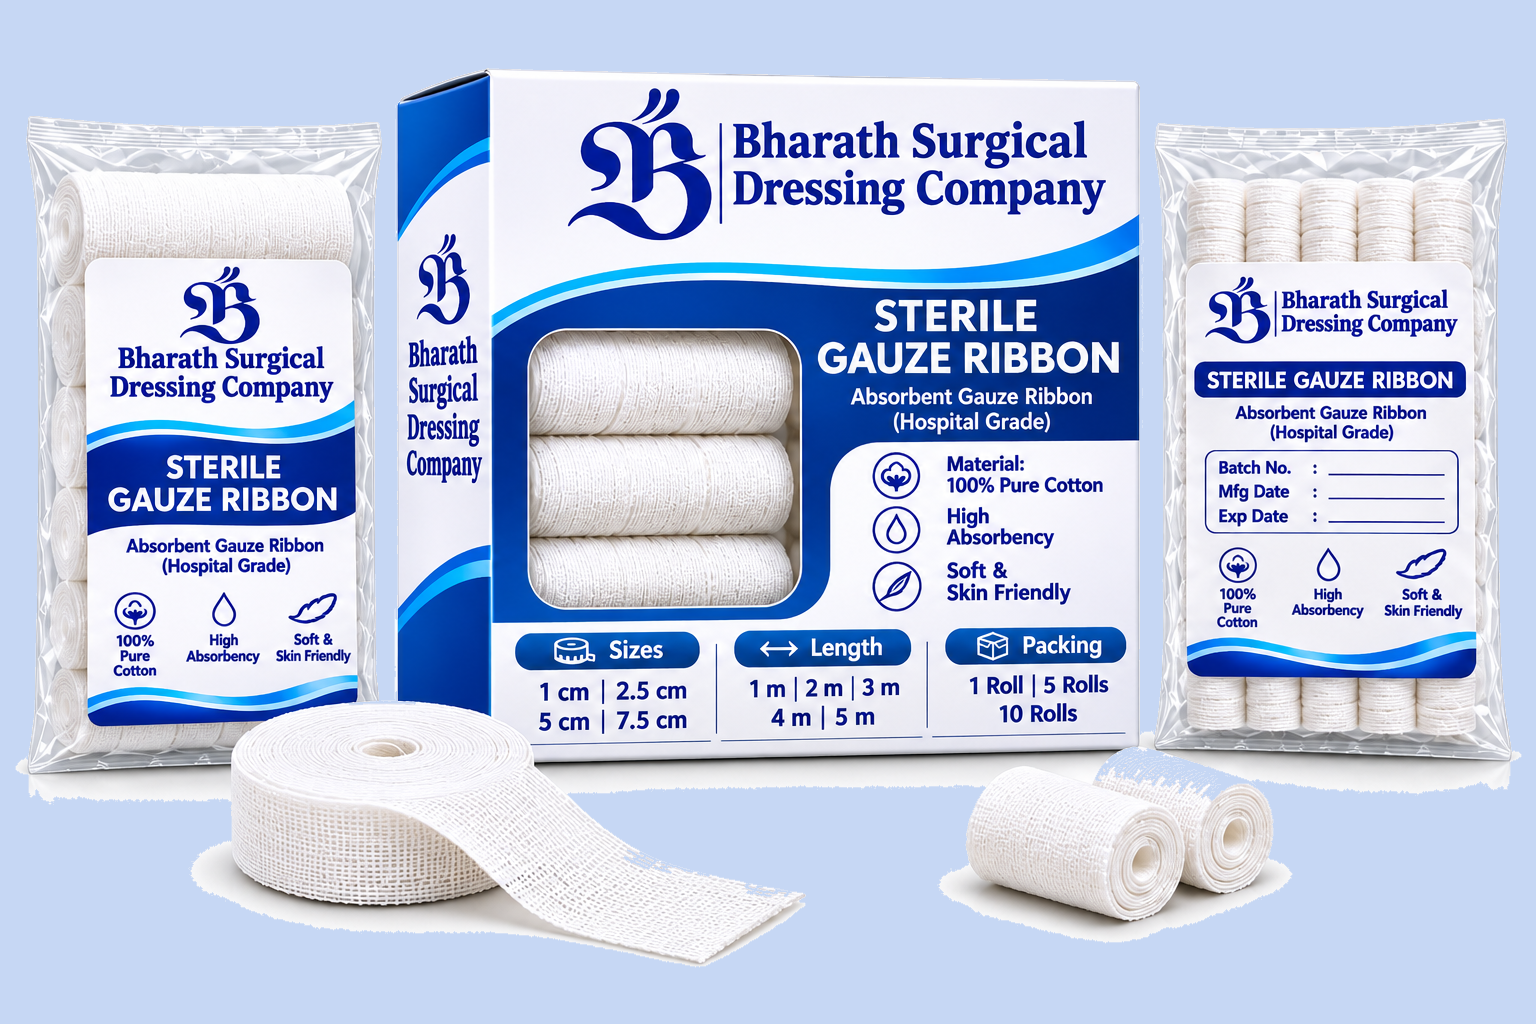 Bharath Surgical
Dressing Company
STERILE
GAUZE RIBBON
Absorbent Gauze Ribbon
(Hospital Grade)
100%
Pure
Cotton
High
Absorbency
Soft &
Skin Friendly
Bharath
Surgical
Dressing
Company
Bharath Surgical
Dressing Company
STERILE
GAUZE RIBBON
Absorbent Gauze Ribbon
(Hospital Grade)
Material:
100% Pure Cotton
High
Absorbency
Soft &
Skin Friendly
Sizes
1 cm | 2.5 cm
5 cm | 7.5 cm
Length
1 m | 2 m | 3 m
4 m | 5 m
Packing
1 Roll | 5 Rolls
10 Rolls
Bharath Surgical
Dressing Company
STERILE GAUZE RIBBON
Absorbent Gauze Ribbon
(Hospital Grade)
Batch No. :
Mfg Date :
Exp Date :
100%
Pure
Cotton
High
Absorbency
Soft &
Skin Friendly